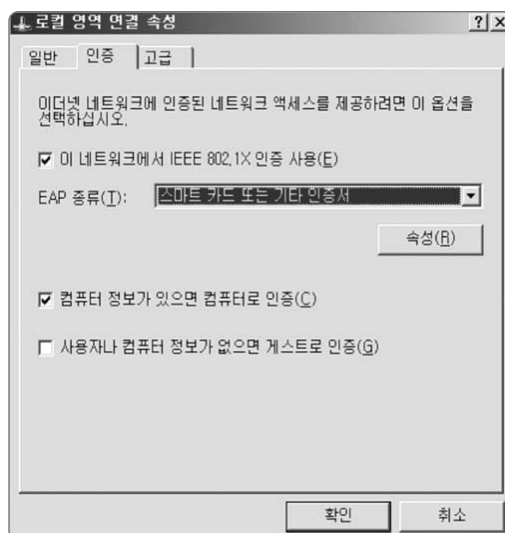 로컬 영역 연결 속성
일반 인증 고급
이더넷 네트워크에 인증된 네트워크 액세스를 제공하려면 이 옵션을
선택하십시오.
이 네트워크에서 IEEE 802.1X 인증 사용(E)
EAP 종류(T): 스마트 카드 또는 기타 인증서
속성(R)
컴퓨터 정보가 있으면 컴퓨터로 인증(C)
사용자나 컴퓨터 정보가 없으면 게스트로 인증(G)
확인 취소